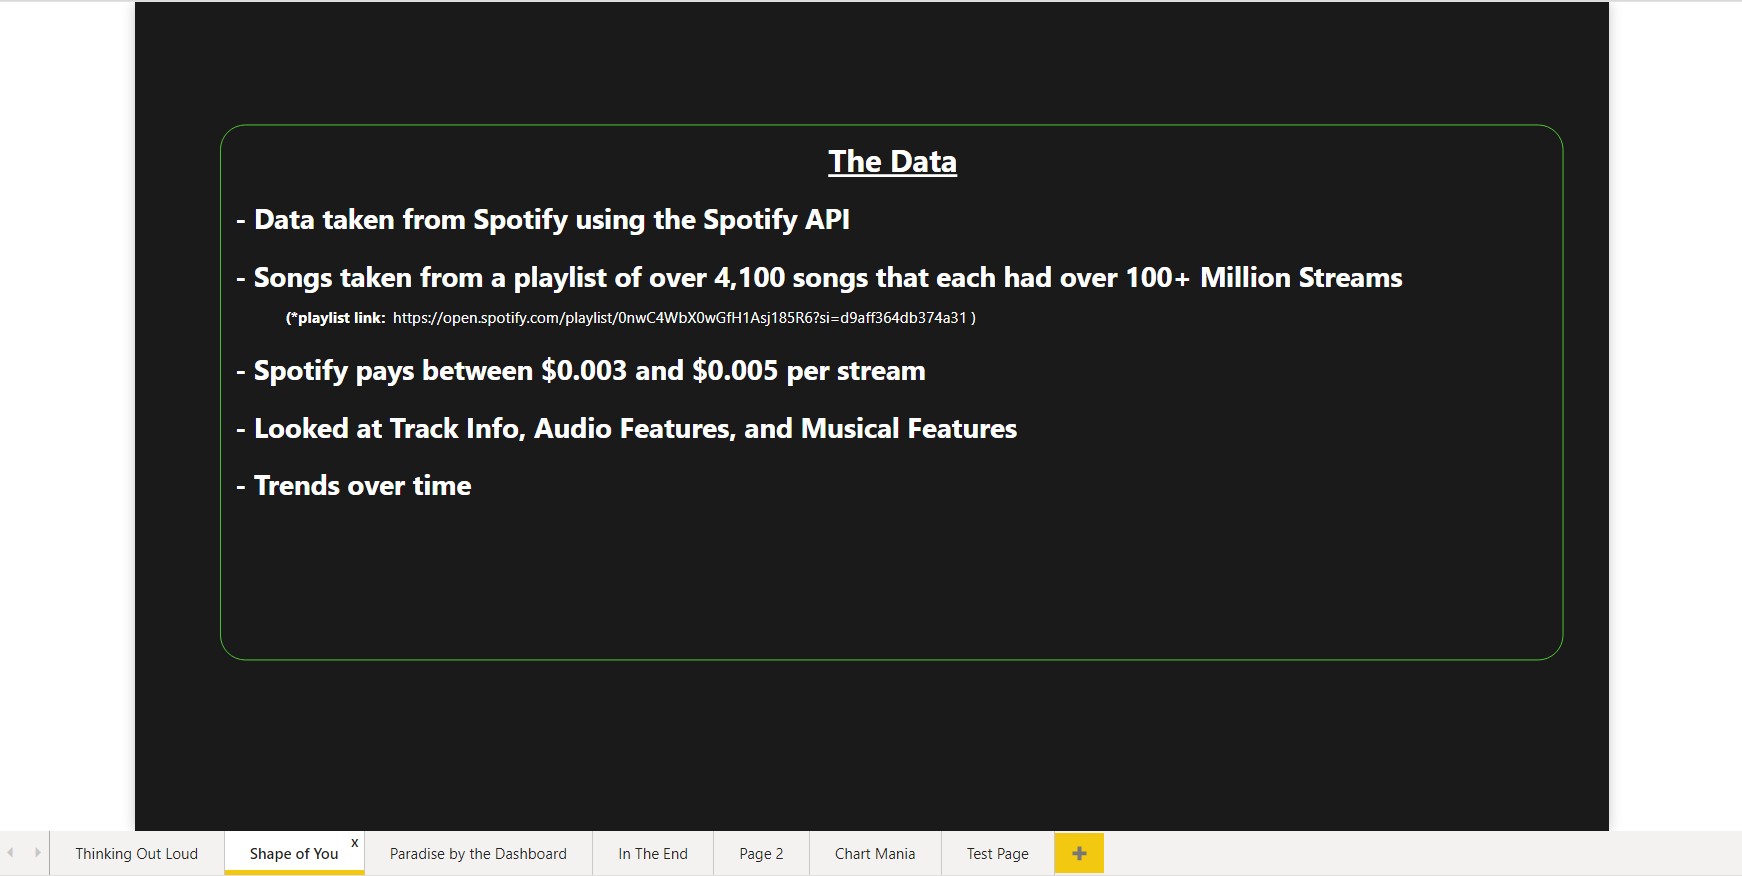 The Data
- Data taken from Spotify using the Spotify API
- Songs taken from a playlist of over 4,100 songs that each had over 100+ Million Streams
(*playlist link: https://open.spotify.com/playlist/0nwC4WbX0wGfH1Asj185R6?si=d9aff364db374a31 )
- Spotify pays between $0.003 and $0.005 per stream
- Looked at Track Info, Audio Features, and Musical Features
- Trends over time
Thinking Out Loud Shape of You x Paradise by the Dashboard In The End Page 2 Chart Mania Test Page +